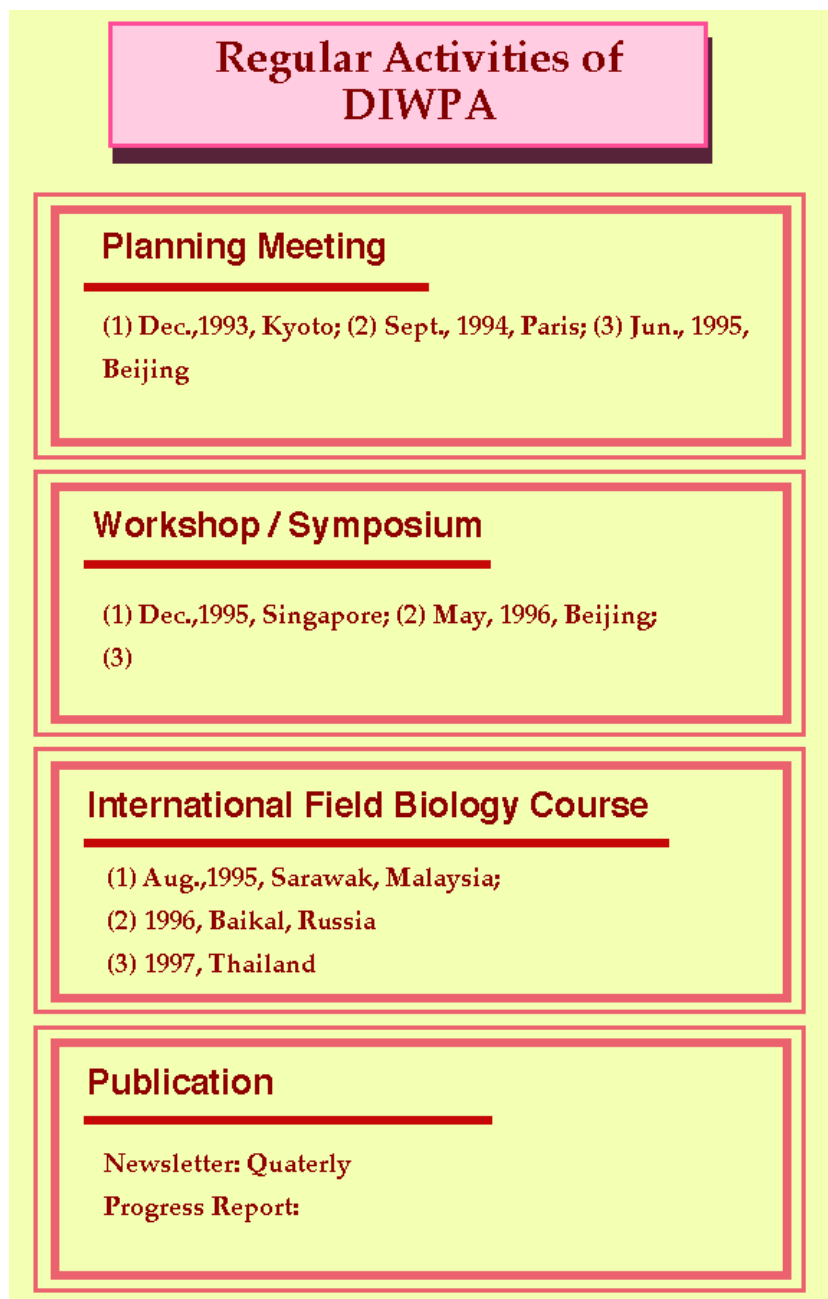 Regular Activities of
DIWPA
Planning Meeting
(1) Dec.,1993, Kyoto; (2) Sept., 1994, Paris; (3) Jun., 1995,
Beijing
Workshop / Symposium
(1) Dec.,1995, Singapore; (2) May, 1996, Beijing;
(3)
International Field Biology Course
(1) Aug.,1995, Sarawak, Malaysia;
(2) 1996, Baikal, Russia
(3) 1997, Thailand
Publication
Newsletter: Quaterly
Progress Report: